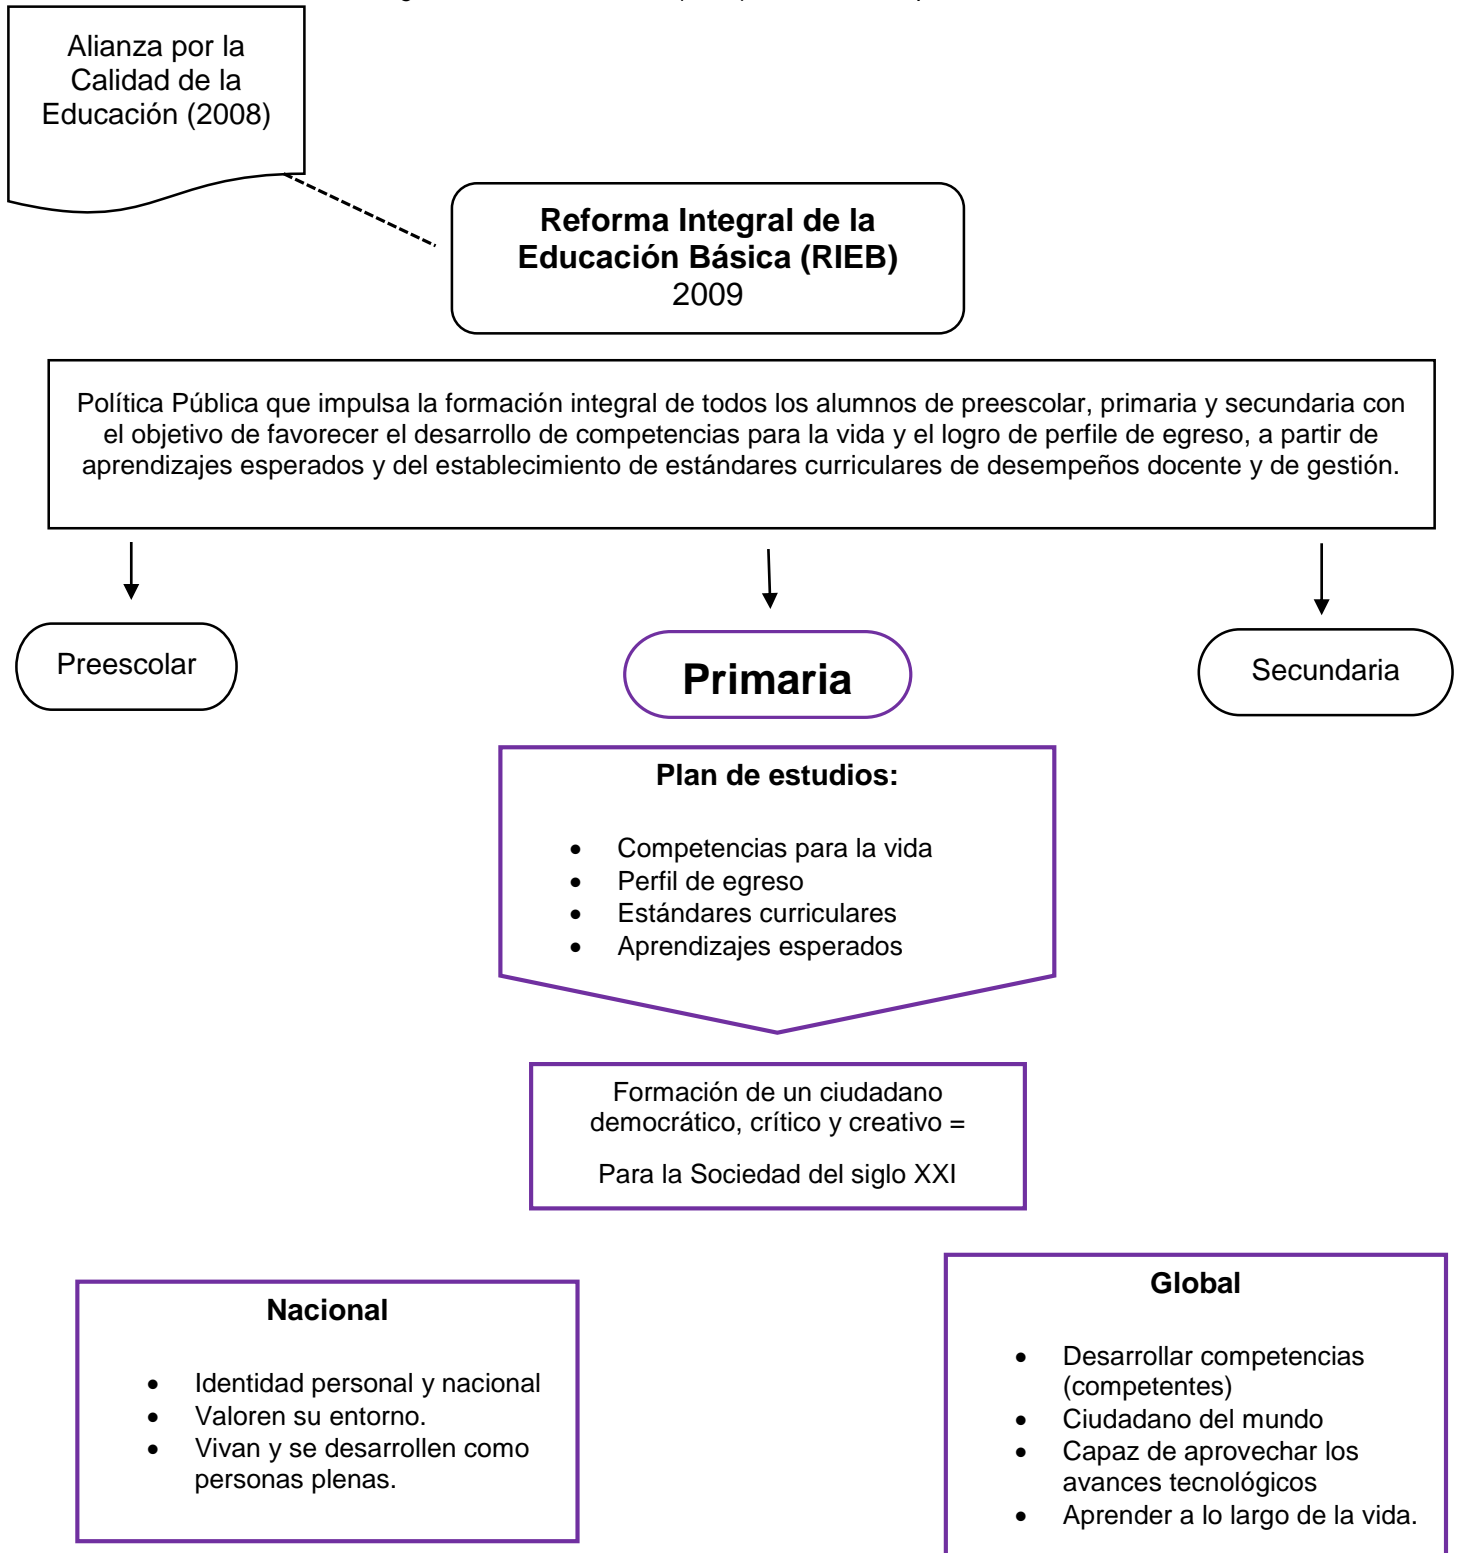 Alianza por la
Calidad de la
Educación (2008)
Reforma Integral de la
Educación Básica (RIEB)
2009
Política Pública que impulsa la formación integral de todos los alumnos de preescolar, primaria y secundaria con
el objetivo de favorecer el desarrollo de competencias para la vida y el logro de perfile de egreso, a partir de
aprendizajes esperados y del establecimiento de estándares curriculares de desempeños docente y de gestión.
Preescolar
Primaria
Secundaria
Plan de estudios:
• Competencias para la vida
• Perfil de egreso
• Estándares curriculares
• Aprendizajes esperados
Formación de un ciudadano
democrático, crítico y creativo =
Para la Sociedad del siglo XXI
Nacional
• Identidad personal y nacional
• Valoren su entorno.
• Vivan y se desarrollen como
personas plenas.
Global
• Desarrollar competencias
(competentes)
• Ciudadano del mundo
• Capaz de aprovechar los
avances tecnológicos
• Aprender a lo largo de la vida.